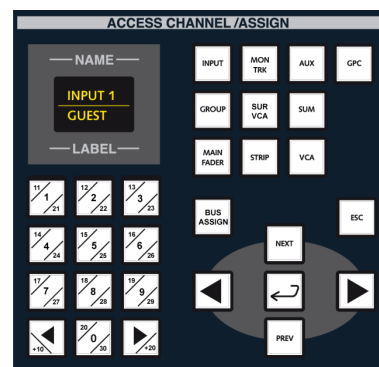 ACCESS CHANNEL /ASSIGN
NAME
INPUT 1
GUEST
LABEL
INPUT
MON
TRK
AUX
GPC
GROUP
SUR
VCA
SUM
MAIN
FADER
STRIP
VCA
11 1 21
12 2 22
13 3 23
14 4 24
15 5 25
16 6 26
17 7 27
18 8 28
19 9 29
+10
20 0 30
+20
BUS
ASSIGN
ESC
NEXT
PREV